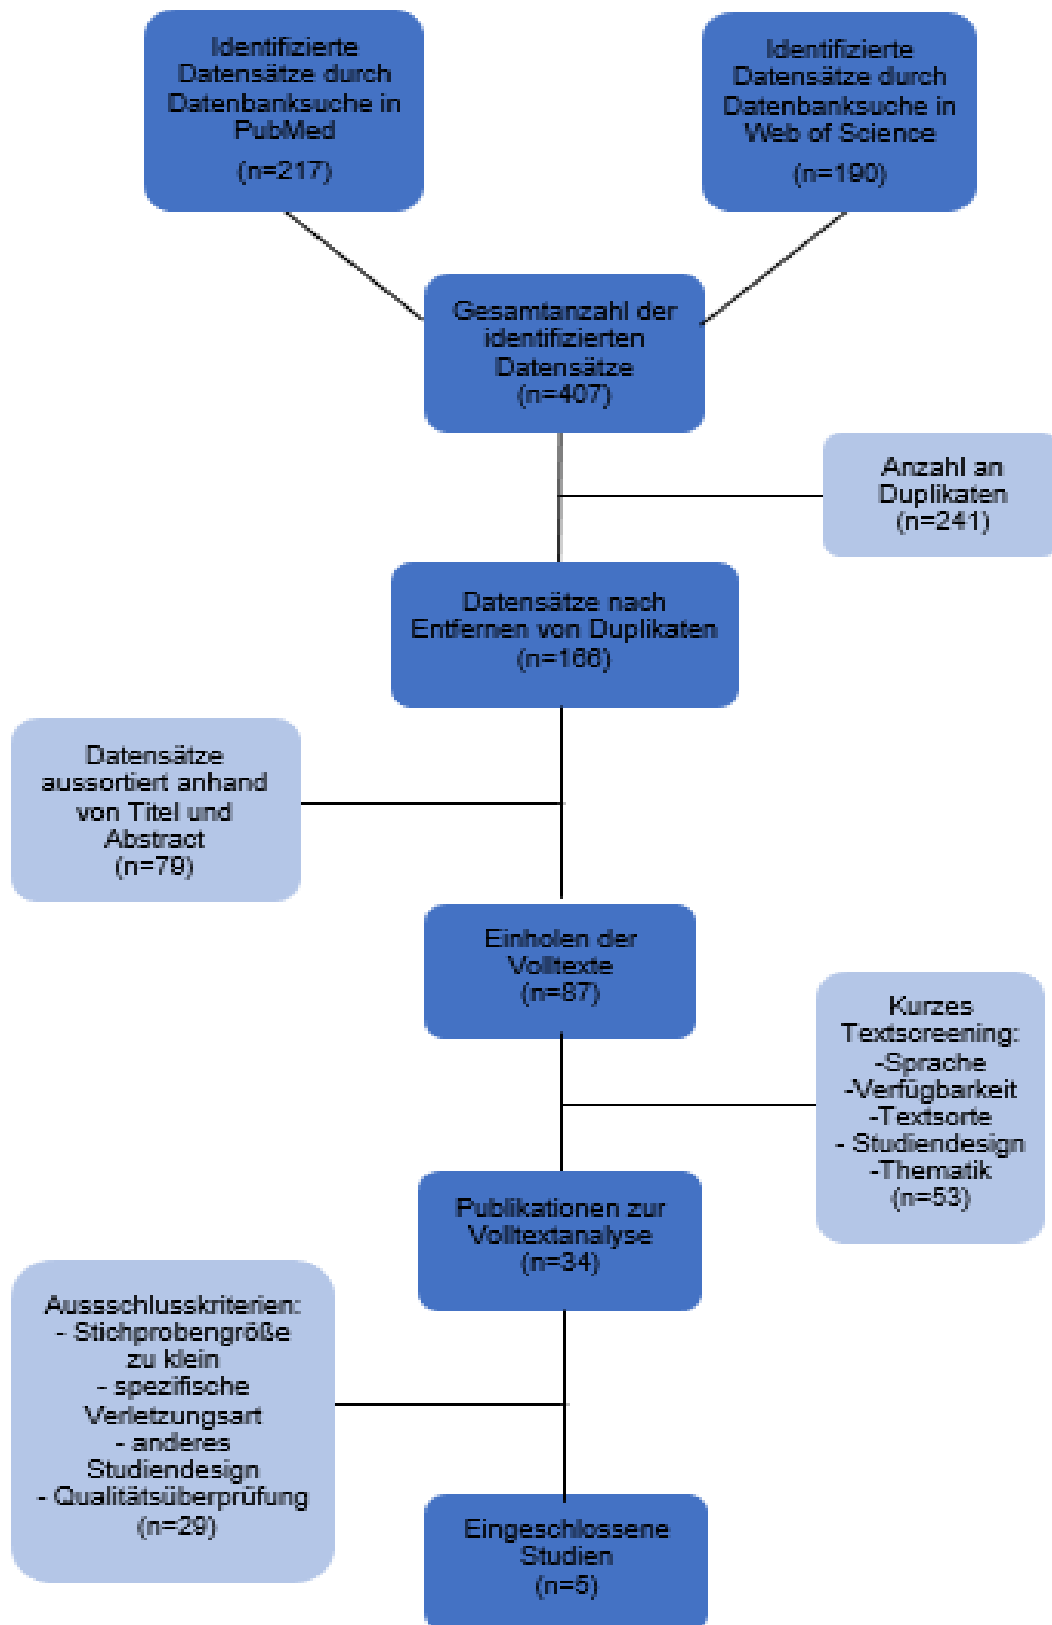 Identifizierte
Datensätze durch
Datenbanksuche in
PubMed
(n=217)
Identifizierte
Datensätze durch
Datenbanksuche in
Web of Science
(n=190)
Gesamtanzahl der
identifizierten
Datensätze
(n=407)
Anzahl an
Duplikaten
(n=241)
Datensätze nach
Entfernen von Duplikaten
(n=166)
Datensätze
aussortiert anhand
von Titel und
Abstract
(n=79)
Einholen der
Volltexte
(n=87)
Kurzes
Textscreening:
-Sprache
-Verfügbarkeit
-Textsorte
- Studiendesign
-Thematik
(n=53)
Publikationen zur
Volltextanalyse
(n=34)
Aussschlusskriterien:
- Stichprobengröße
zu klein
- spezifische
Verletzungsart
- anderes
Studiendesign
- Qualitätsüberprüfung
(n=29)
Eingeschlossene
Studien
(n=5)